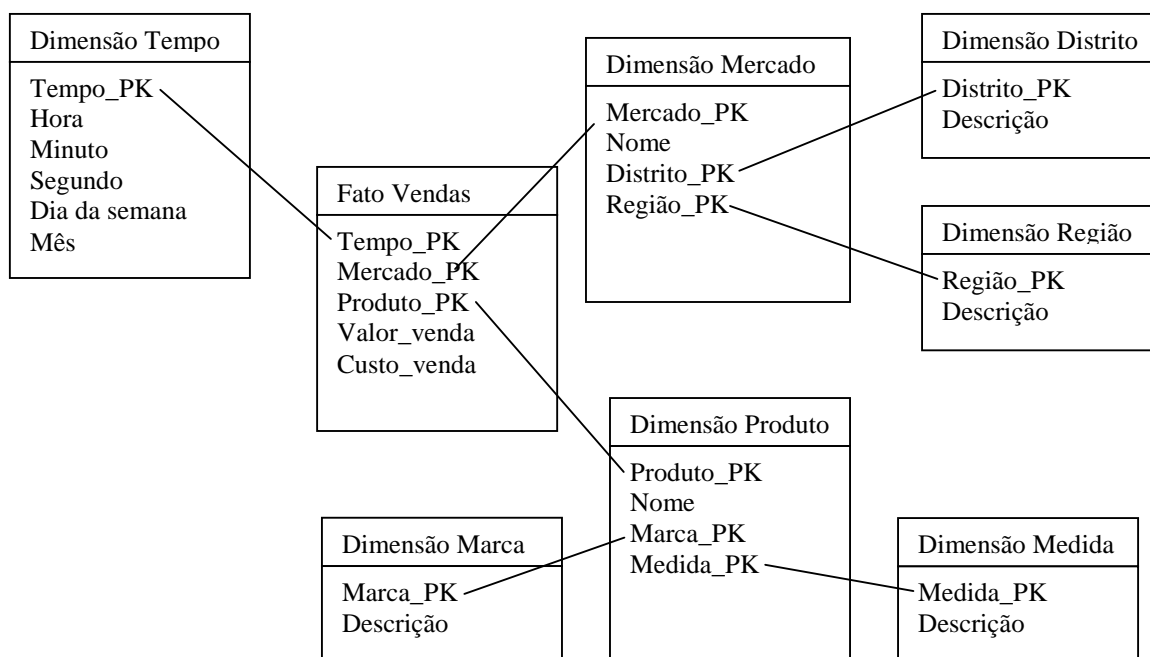 Dimensão Tempo
Tempo_PK
Hora
Minuto
Segundo
Dia da semana
Mês
Fato Vendas
Tempo_PK
Mercado_PK
Produto_PK
Valor_venda
Custo_venda
Dimensão Mercado
Mercado_PK
Nome
Distrito_PK
Região_PK
Dimensão Distrito
Distrito_PK
Descrição
Dimensão Região
Região_PK
Descrição
Dimensão Produto
Produto_PK
Nome
Marca_PK
Medida_PK
Dimensão Marca
Marca_PK
Descrição
Dimensão Medida
Medida_PK
Descrição